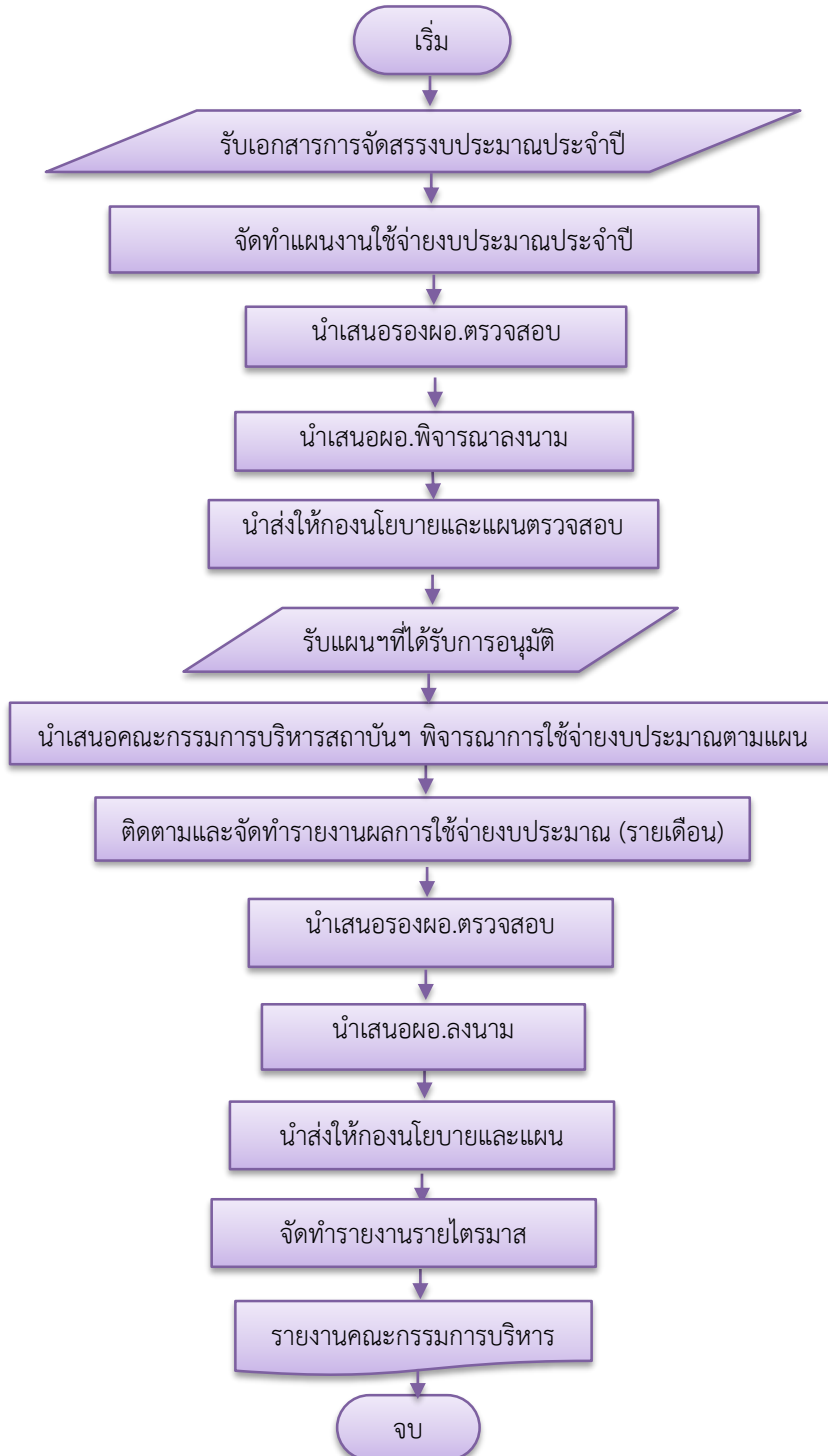 เริ่ม
รับเอกสารการจัดสรรงบประมาณประจำปี
จัดทำแผนงานใช้จ่ายงบประมาณประจำปี
นำเสนอรองผอ.ตรวจสอบ
นำเสนอผอ.พิจารณาลงนาม
นำส่งให้กองนโยบายและแผนตรวจสอบ
รับแผนฯที่ได้รับการอนุมัติ
นำเสนอคณะกรรมการบริหารสถาบันฯ พิจารณาการใช้จ่ายงบประมาณตามแผน
ติดตามและจัดทำรายงานผลการใช้จ่ายงบประมาณ (รายเดือน)
นำเสนอรองผอ.ตรวจสอบ
นำเสนอผอ.ลงนาม
นำส่งให้กองนโยบายและแผน
จัดทำรายงานรายไตรมาส
รายงานคณะกรรมการบริหาร
จบ